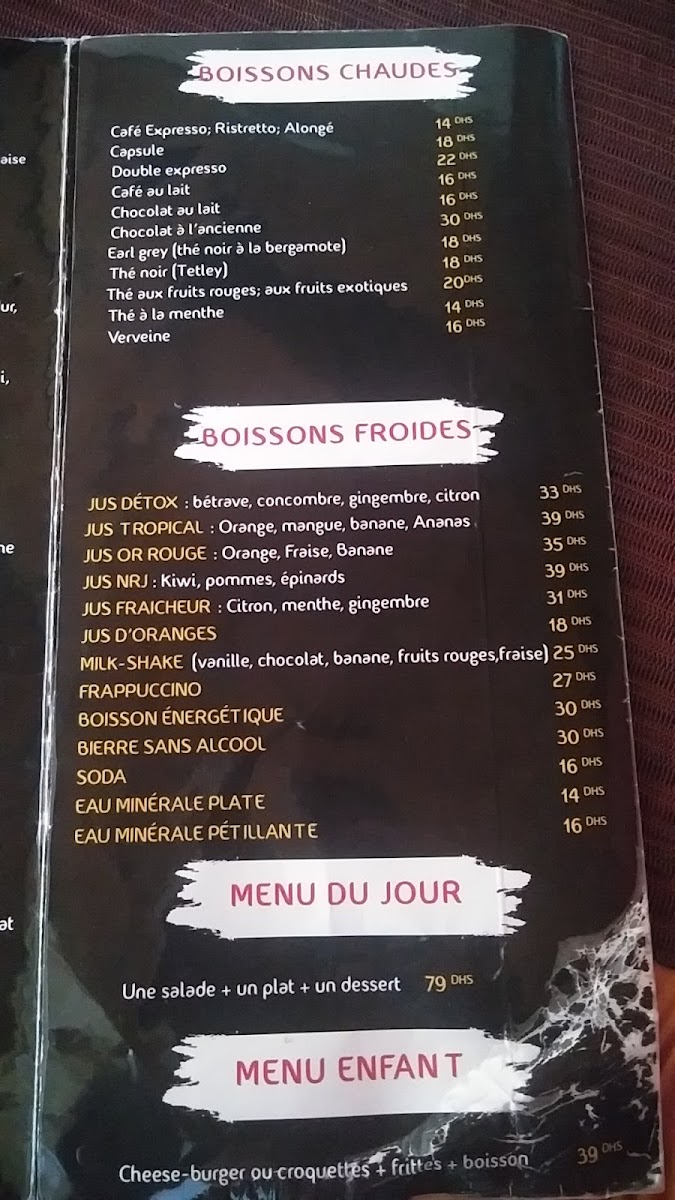 aise
ur,
i,
ne
at
BOISSONS CHAUDES
Café Expresso; Ristretto; Alongé 14 DHS
Capsule 18 DHS
Double expresso 22 DHS
Café au lait 16 DHS
Chocolat au lait 16 DHS
Chocolat à l'ancienne 30 DHS
Earl grey (thé noir à la bergamote) 18 DHS
Thé noir (Tetley) 18 DHS
Thé aux fruits rouges; aux fruits exotiques 20 DHS
Thé à la menthe 14 DHS
Verveine 16 DHS
BOISSONS FROIDES
JUS DÉTOX : bétrave, concombre, gingembre, citron 33 DHS
JUS TROPICAL : Orange, mangue, banane, Ananas 39 DHS
JUS OR ROUGE : Orange, Fraise, Banane 35 DHS
JUS NRJ : Kiwi, pommes, épinards 39 DHS
JUS FRAICHEUR : Citron, menthe, gingembre 31 DHS
JUS D'ORANGES 18 DHS
MILK-SHAKE (vanille, chocolat, banane, fruits rouges,fraise) 25 DHS
FRAPPUCCINO 27 DHS
BOISSON ÉNERGÉTIQUE 30 DHS
BIERRE SANS ALCOOL 30 DHS
SODA 16 DHS
EAU MINÉRALE PLATE 14 DHS
EAU MINÉRALE PÉTILLANTE 16 DHS
MENU DU JOUR
Une salade + un plat + un dessert 79 DHS
MENU ENFANT
Cheese-burger ou croquettes + frittes + boisson 39 DHS